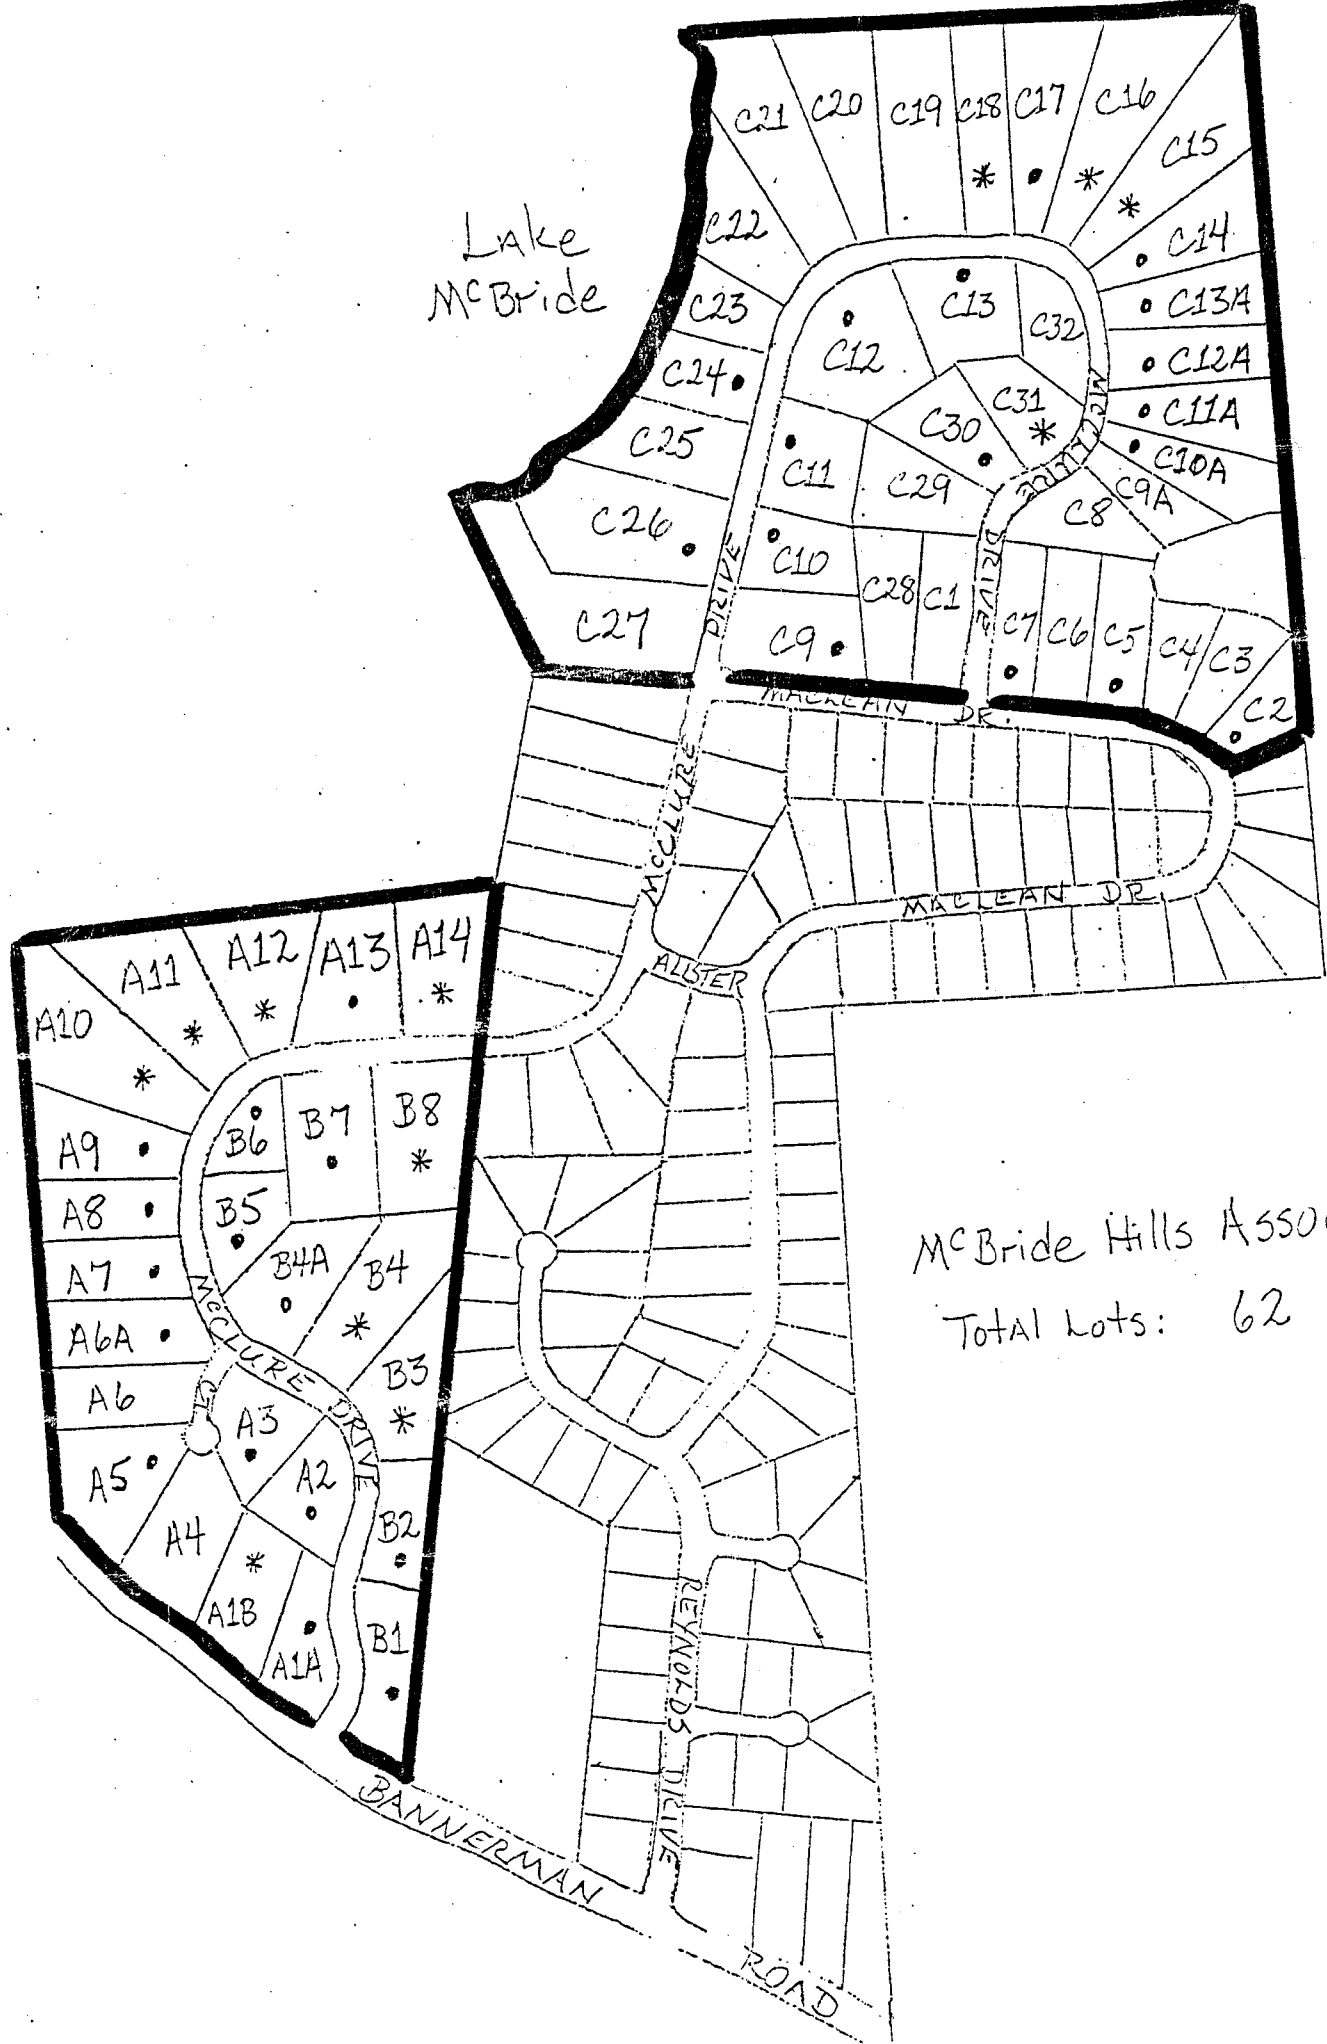 C21 C20 C19 C18 C17 C16
C15
* • * *
C22 C14 •
Lake
McBride
C23 C13 • C13A •
C12 • C32
C24 • C12A •
C31 * C11A •
C25 C30 • C10A •
C11 • C29 C9A
McCLURE
DRIVE
C26 • C10 • C8
C28 C1
DRIVE
C27 DRIVE C9 • C7 • C6 C5 • C4 C3
C2 •
MACLEAN DR.
McCLURE
MACLEAN DR.
ALISTER
A10 * A11 * A12 * A13 • A14 *
A9 • B6 • B7 • B8 *
A8 • B5 •
A7 • B4A • B4 *
McCLURE DRIVE
A6A • B3 *
A6 CT A3 •
A5 • A2 •
A4 B2 •
A1B * A1A • B1 •
McBride Hills Asso
Total Lots: 62
REYNOLDS DRIVE
BANNERMAN
ROAD